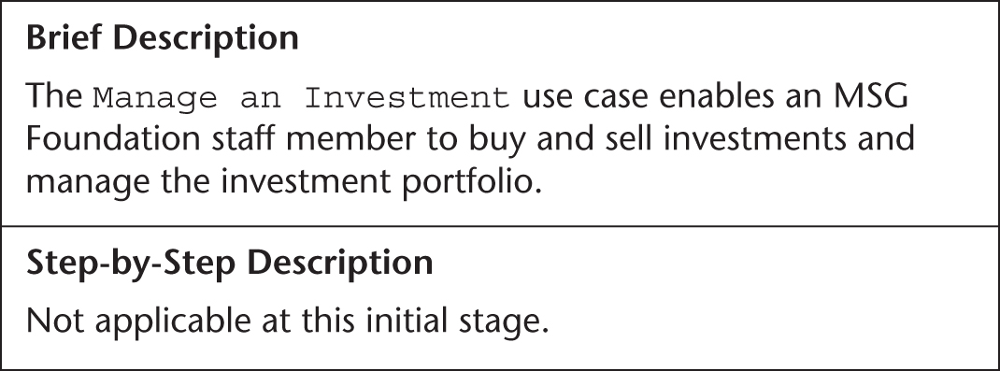 Brief Description
The Manage an Investment use case enables an MSG
Foundation staff member to buy and sell investments and
manage the investment portfolio.
Step-by-Step Description
Not applicable at this initial stage.